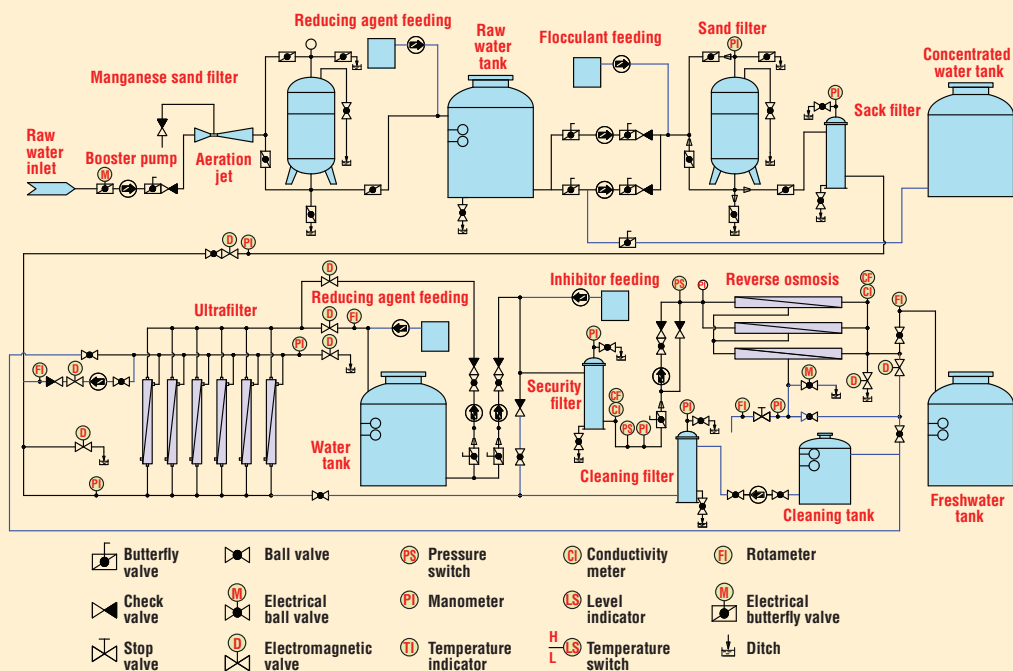 Reducing agent feeding
Raw
water
tank
Flocculant feeding
Sand filter
PI
Concentrated
water tank
Manganese sand filter
Sack filter
PI
Raw
water
inlet
Booster pump
M
Aeration
jet
D
PI
D
Ultrafilter
Reducing agent feeding
D
FI
Inhibitor feeding
PS
PI
Reverse osmosis
CF
CI
FI
PI
D
PI
FI
D
Security
filter
CF
CI
PS
PI
M
D
D
FI
PI
PI
D
PI
Water
tank
Cleaning filter
Cleaning tank
Freshwater
tank
Butterfly
valve
Ball valve
PS
Pressure
switch
CI
Conductivity
meter
FI
Rotameter
Check
valve
M
Electrical
ball valve
PI
Manometer
LS
Level
indicator
M
Electrical
butterfly valve
Stop
valve
D
Electromagnetic
valve
TI
Temperature
indicator
H
L
LS
Temperature
switch
Ditch